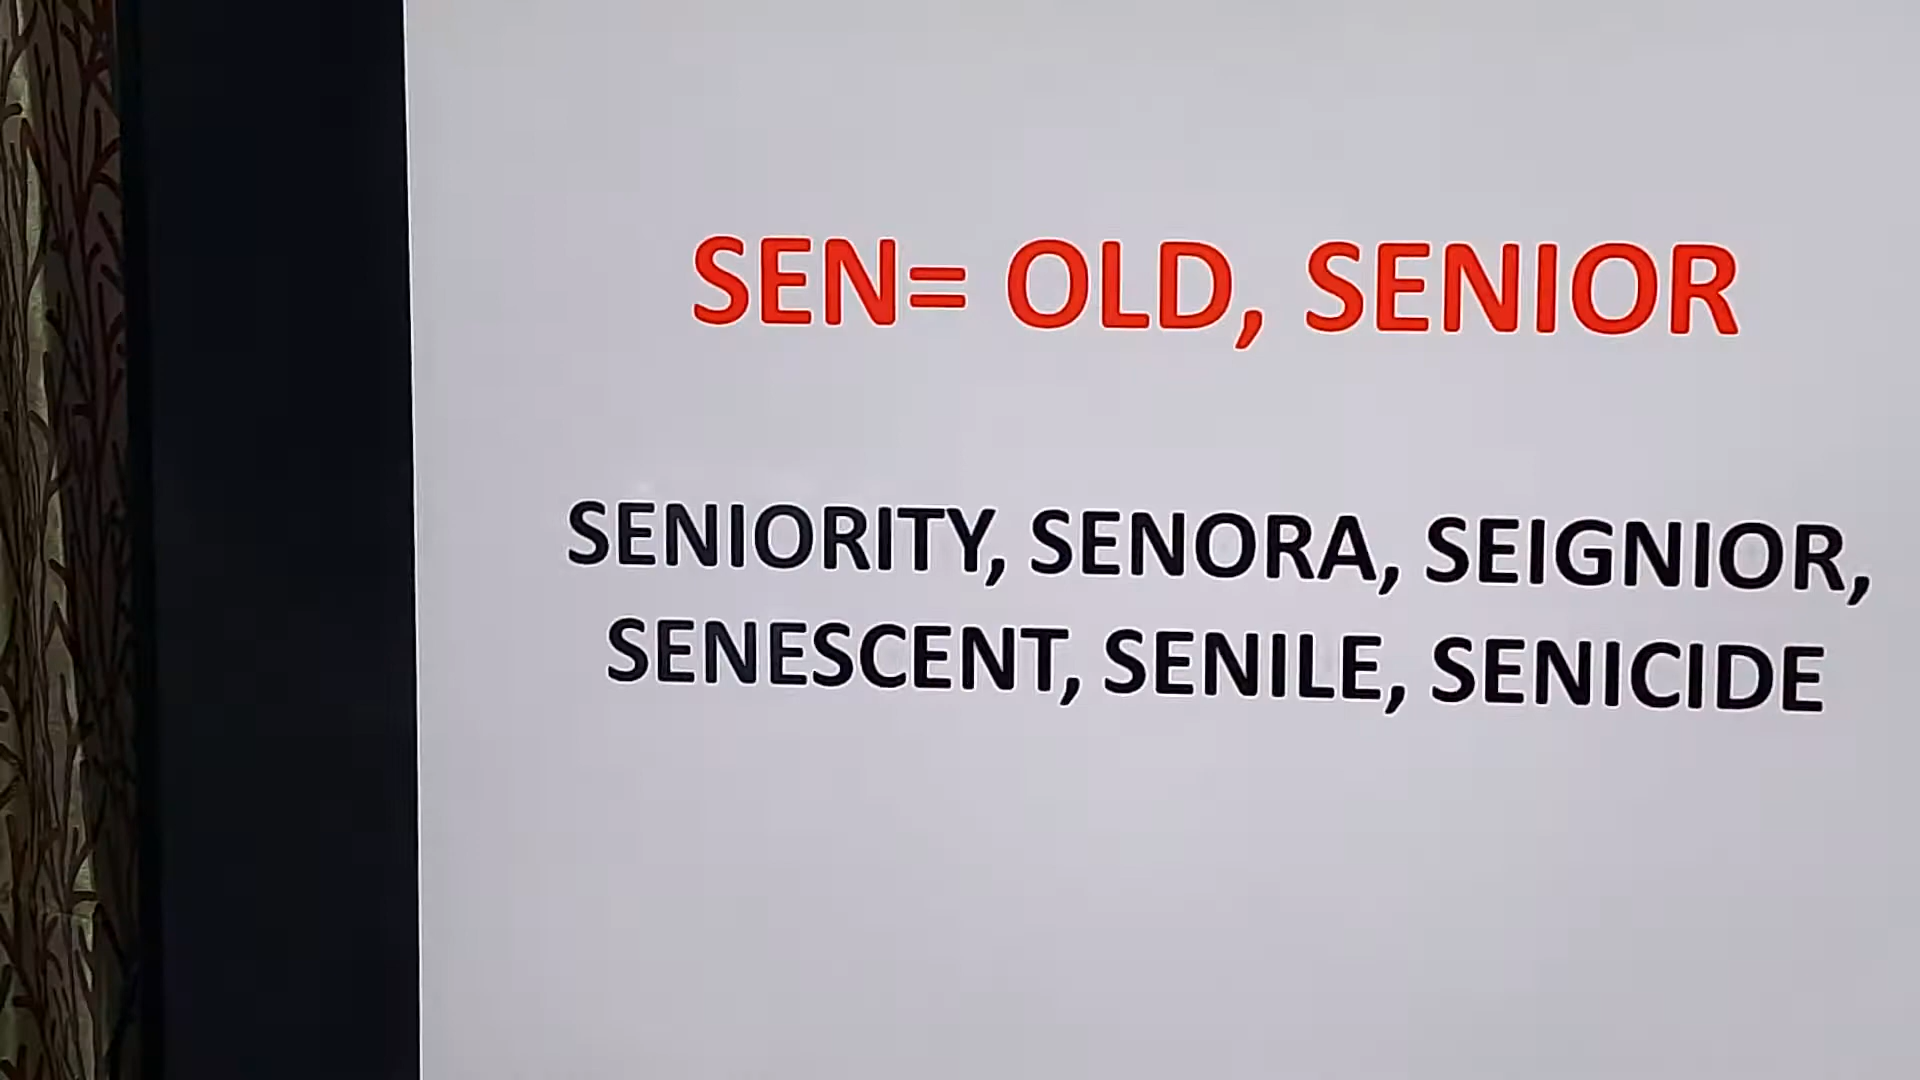 SEN= OLD, SENIOR
SENIORITY, SENORA, SEIGNIOR,
SENESCENT, SENILE, SENICIDE